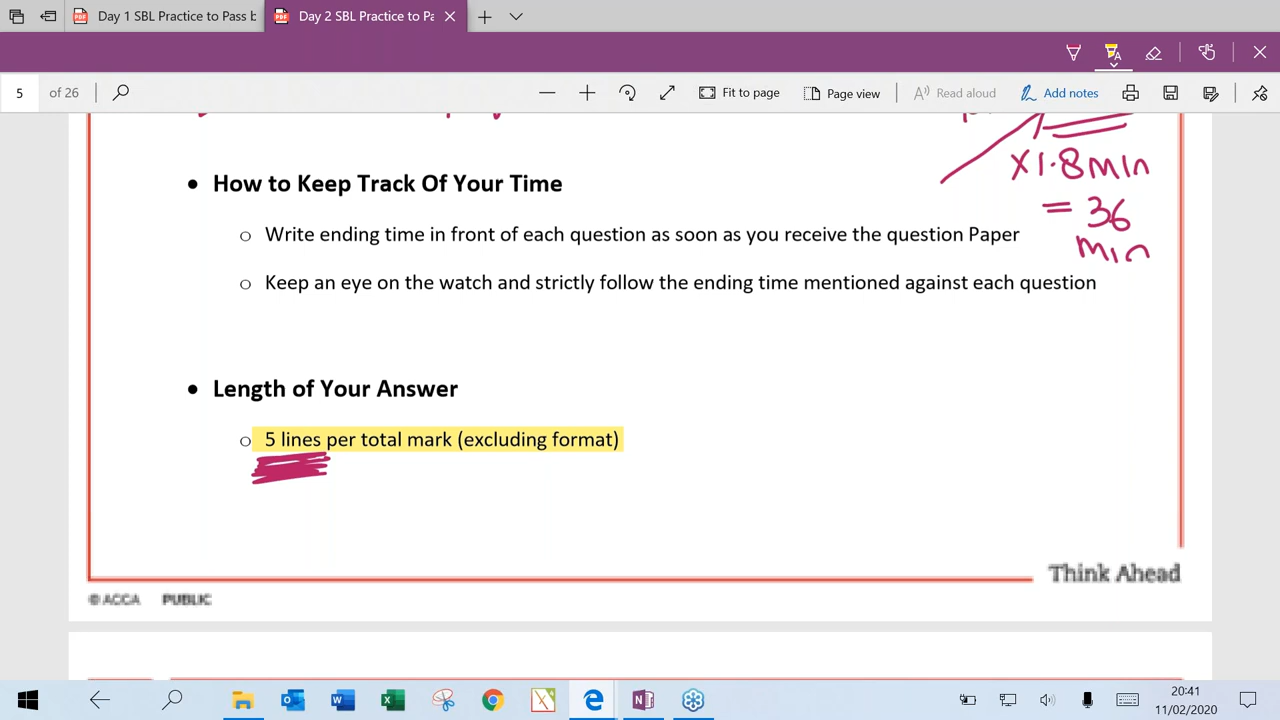 Day 1 SBL Practice to Pass b
Day 2 SBL Practice to Pa
5 of 26
Fit to page
Page view
Read aloud
Add notes
X1.8min
= 36
min
• How to Keep Track Of Your Time
o Write ending time in front of each question as soon as you receive the question Paper
o Keep an eye on the watch and strictly follow the ending time mentioned against each question
• Length of Your Answer
o 5 lines per total mark (excluding format)
Think Ahead
© ACCA PUBLIC
20:41
11/02/2020